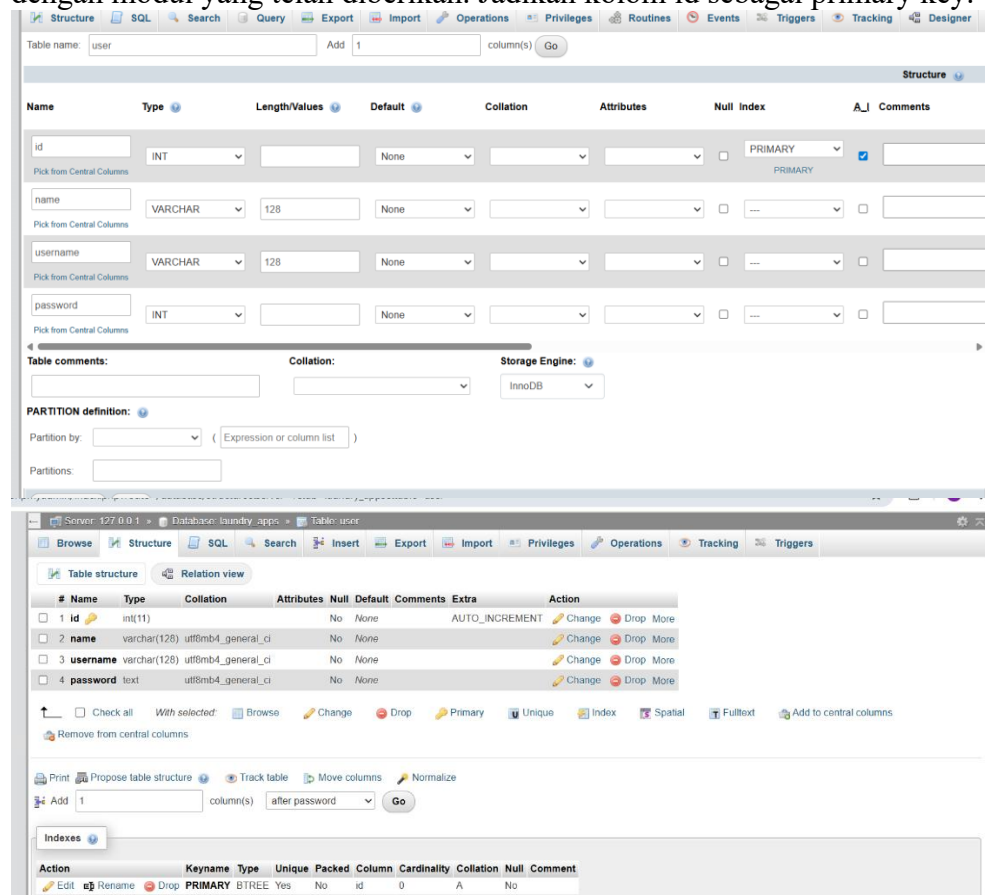 dengan modul yang telah diberikan. Jadikan kolom id sebagai primary key.
Structure SQL Search Query Export Import Operations Privileges Routines Events Triggers Tracking Designer
Table name: user Add 1 column(s) Go
Structure
Name Type Length/Values Default Collation Attributes Null Index A_I Comments
id INT None PRIMARY
Pick from Central Columns PRIMARY
name VARCHAR 128 None ---
Pick from Central Columns
username VARCHAR 128 None ---
Pick from Central Columns
password INT None ---
Pick from Central Columns
Table comments: Collation: Storage Engine:
InnoDB
PARTITION definition:
Partition by: ( Expression or column list )
Partitions:
Server: 127.0.0.1 » Database: laundry_apps » Table: user
Browse Structure SQL Search Insert Export Import Privileges Operations Tracking Triggers
Table structure Relation view
# Name Type Collation Attributes Null Default Comments Extra Action
1 id int(11) No None AUTO_INCREMENT Change Drop More
2 name varchar(128) utf8mb4_general_ci No None Change Drop More
3 username varchar(128) utf8mb4_general_ci No None Change Drop More
4 password text utf8mb4_general_ci No None Change Drop More
Check all With selected: Browse Change Drop Primary Unique Index Spatial Fulltext Add to central columns
Remove from central columns
Print Propose table structure Track table Move columns Normalize
Add 1 column(s) after password Go
Indexes
Action Keyname Type Unique Packed Column Cardinality Collation Null Comment
Edit Rename Drop PRIMARY BTREE Yes No id 0 A No